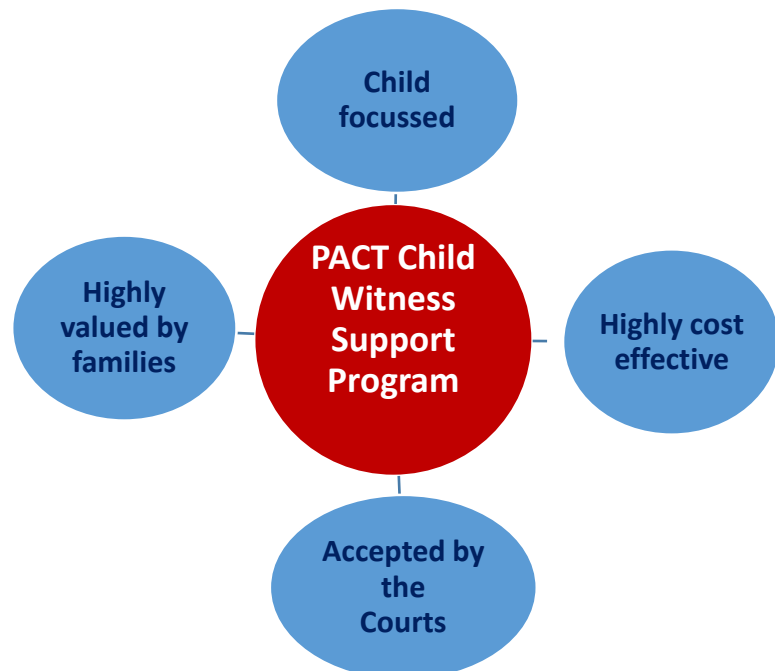 Child
focussed
PACT Child
Witness
Support
Program
Highly
valued by
families
Highly cost
effective
Accepted by
the
Courts